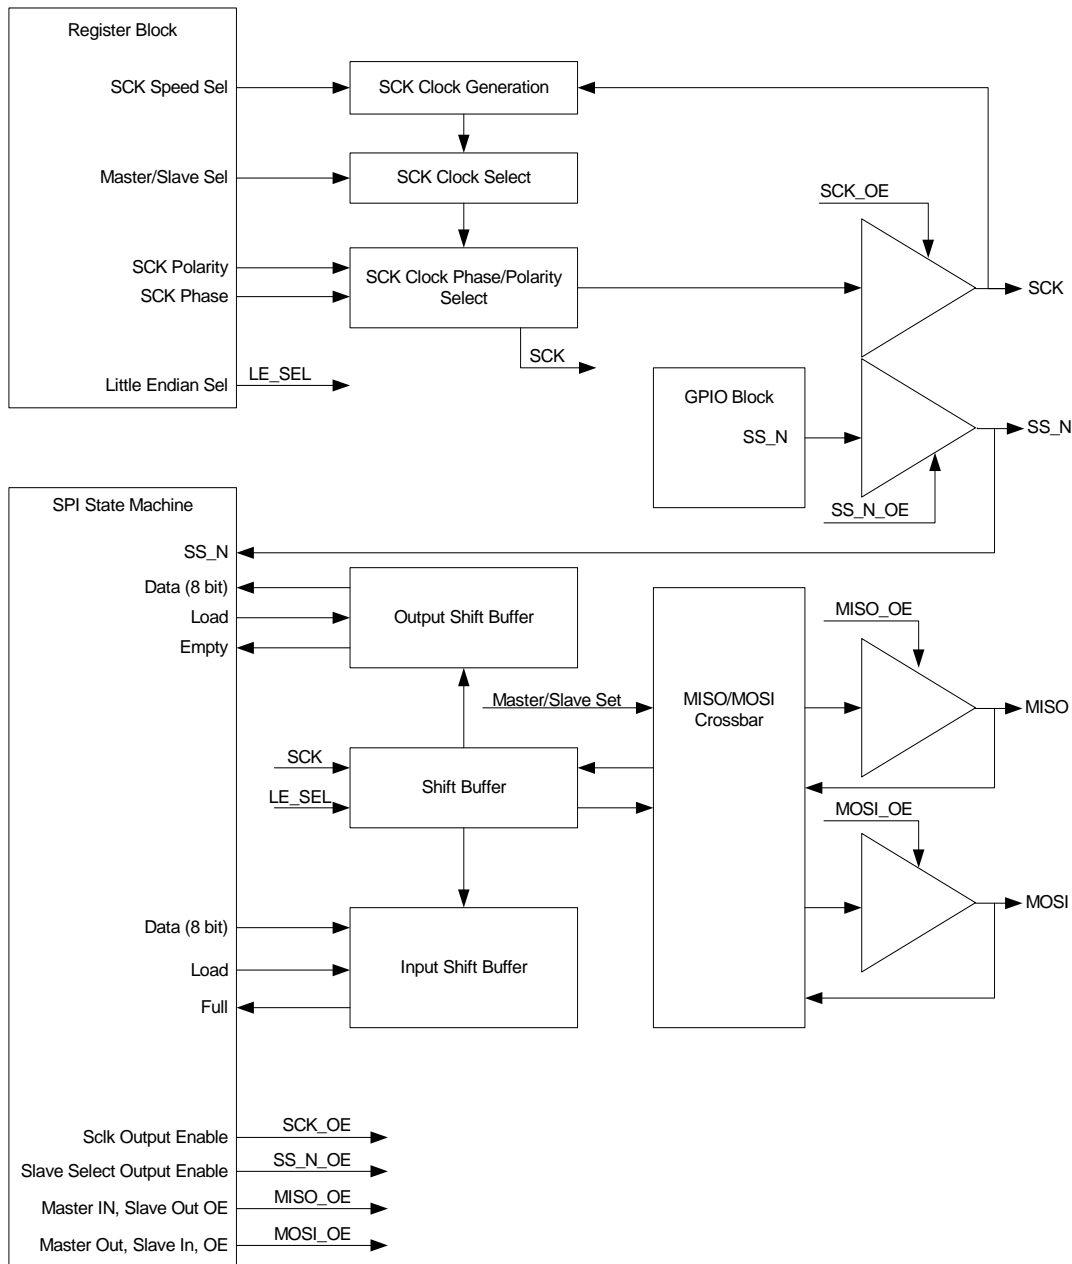 Register Block
SCK Speed Sel
SCK Clock Generation
Master/Slave Sel
SCK Clock Select
SCK_OE
SCK Polarity
SCK Phase
SCK Clock Phase/Polarity
Select
SCK
SCK
Little Endian Sel
LE_SEL
GPIO Block
SS_N
SS_N
SS_N_OE
SPI State Machine
SS_N
Data (8 bit)
Load
Empty
Output Shift Buffer
MISO_OE
Master/Slave Set
MISO/MOSI
Crossbar
MISO
SCK
LE_SEL
Shift Buffer
MOSI_OE
MOSI
Data (8 bit)
Load
Full
Input Shift Buffer
Sclk Output Enable
SCK_OE
Slave Select Output Enable
SS_N_OE
Master IN, Slave Out OE
MISO_OE
Master Out, Slave In, OE
MOSI_OE